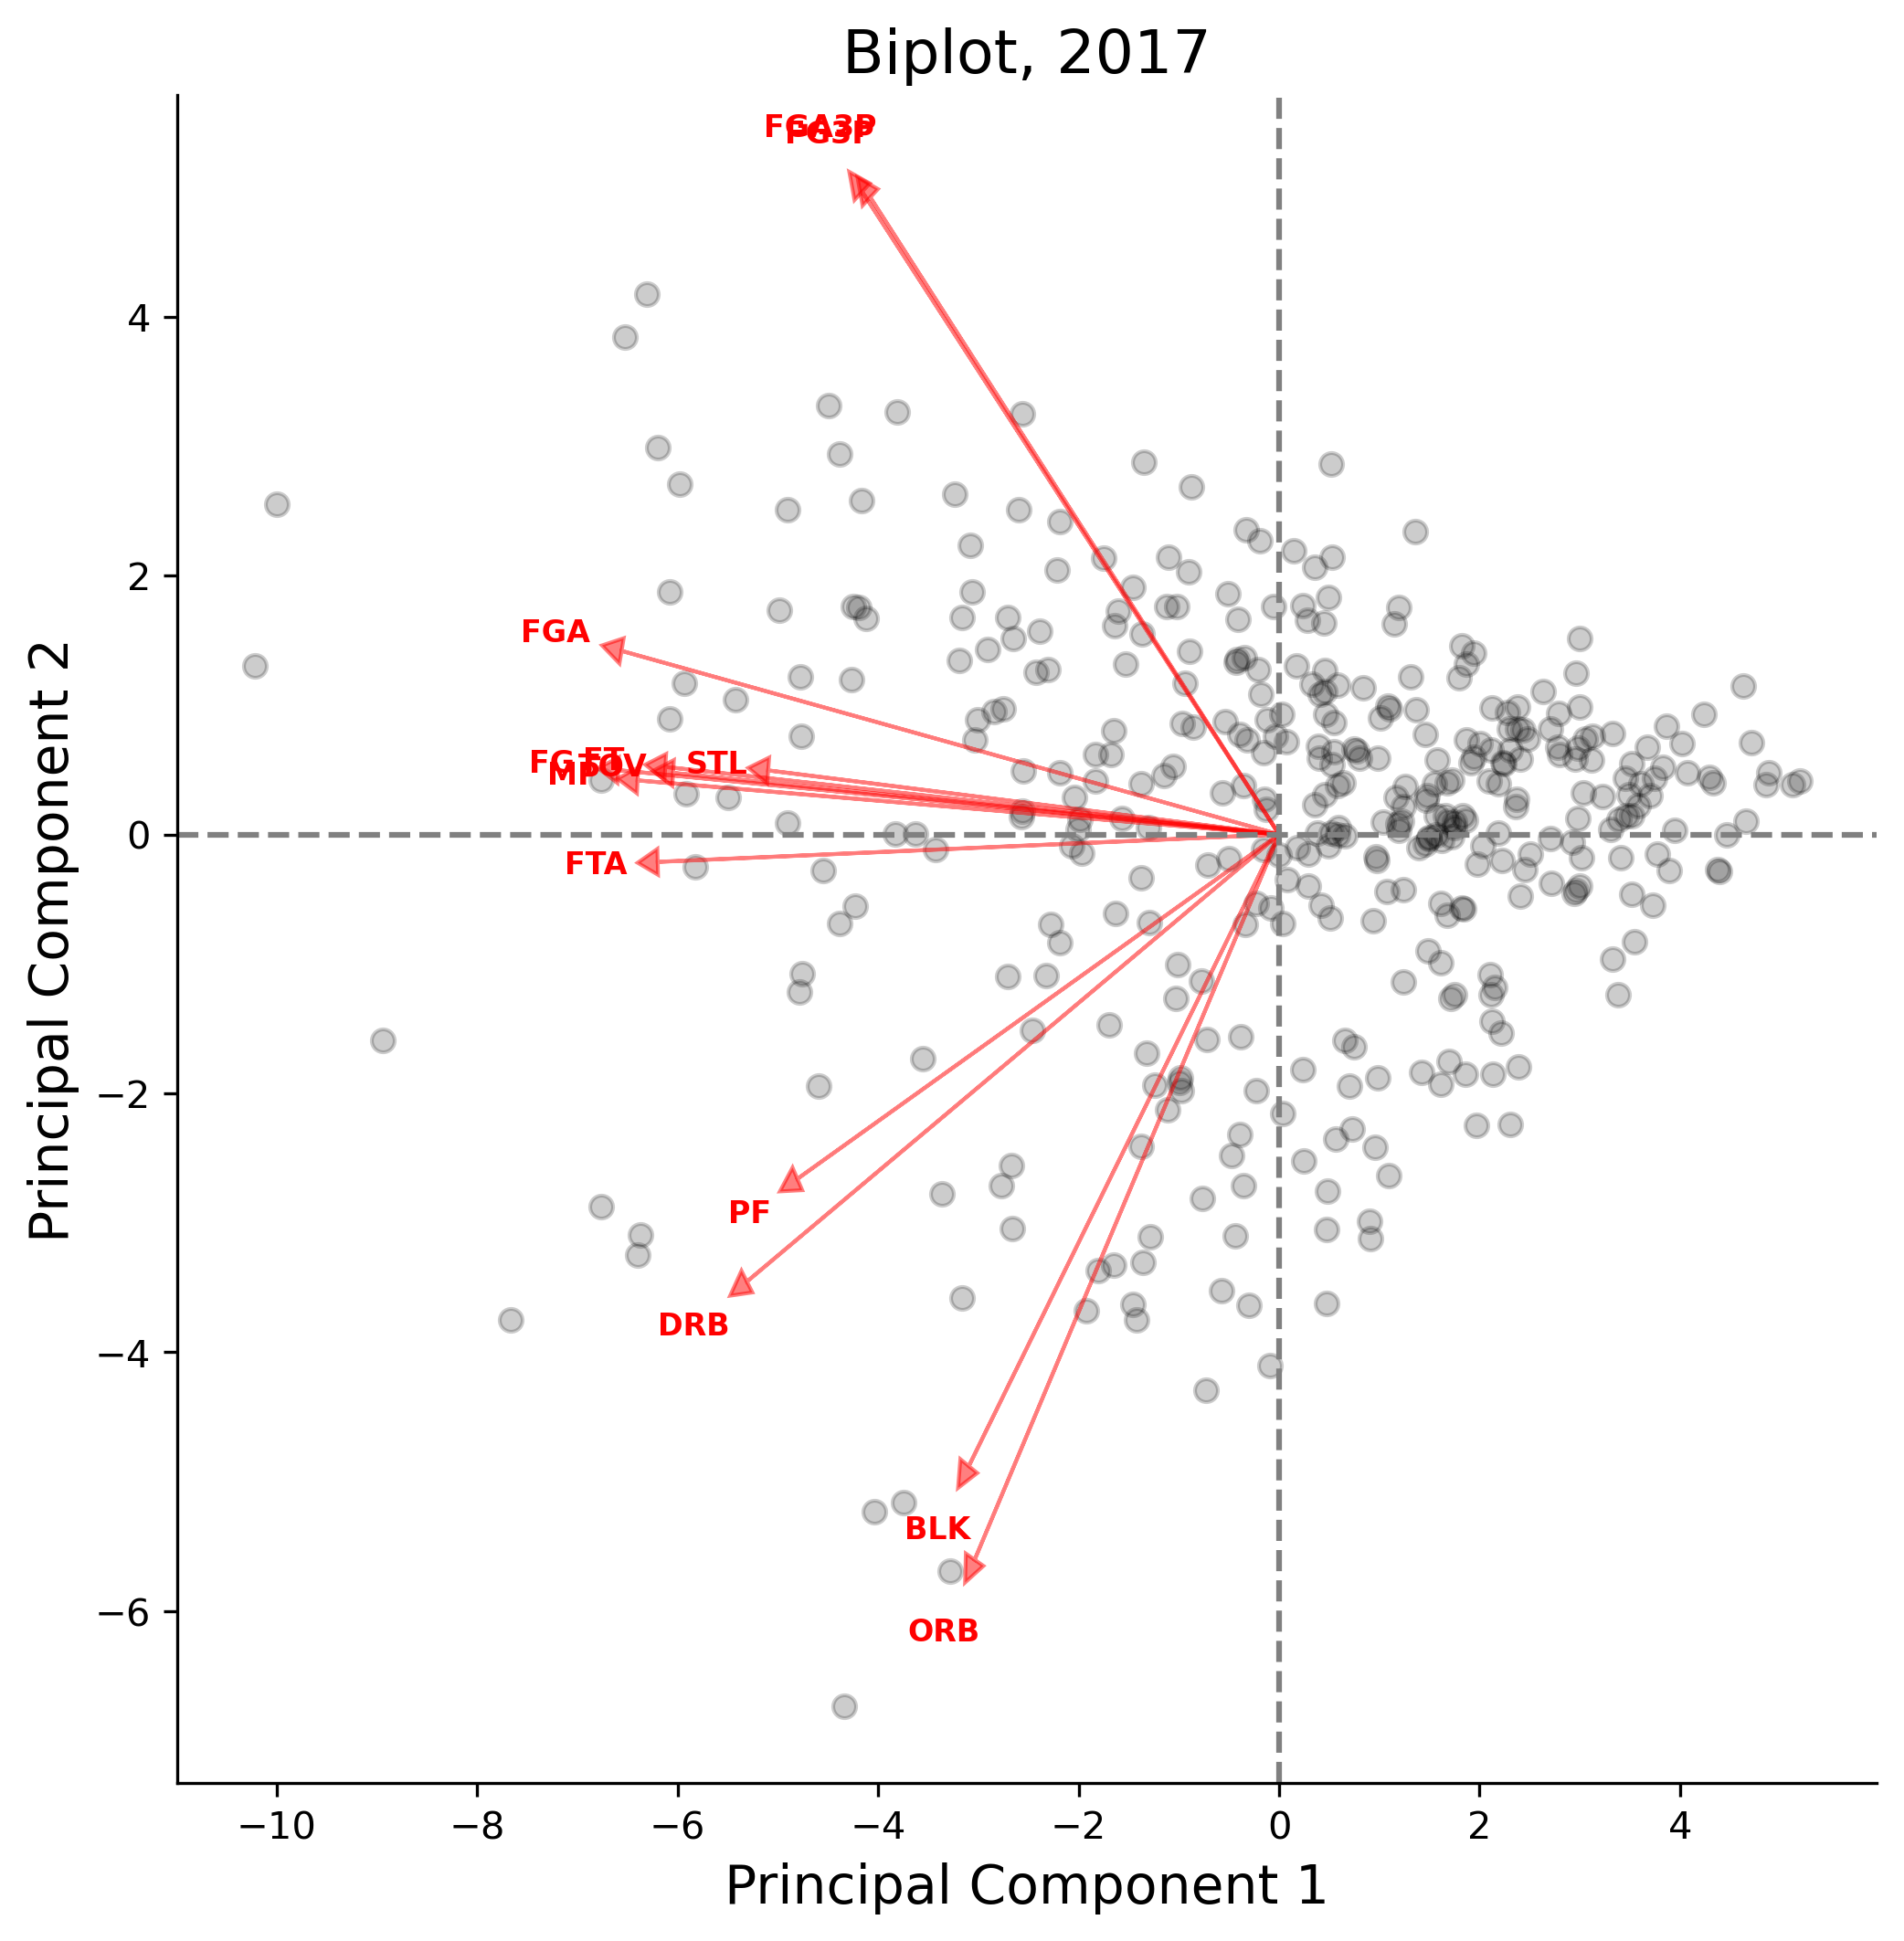 Biplot, 2017
FGA3P
FG3P
4
2
FGA
FT
STL
TOV
MP
0
FTA
−2
PF
DRB
−4
BLK
−6
ORB
−10
−8
−6
−4
−2
0
2
4
Principal Component 1
Principal Component 2